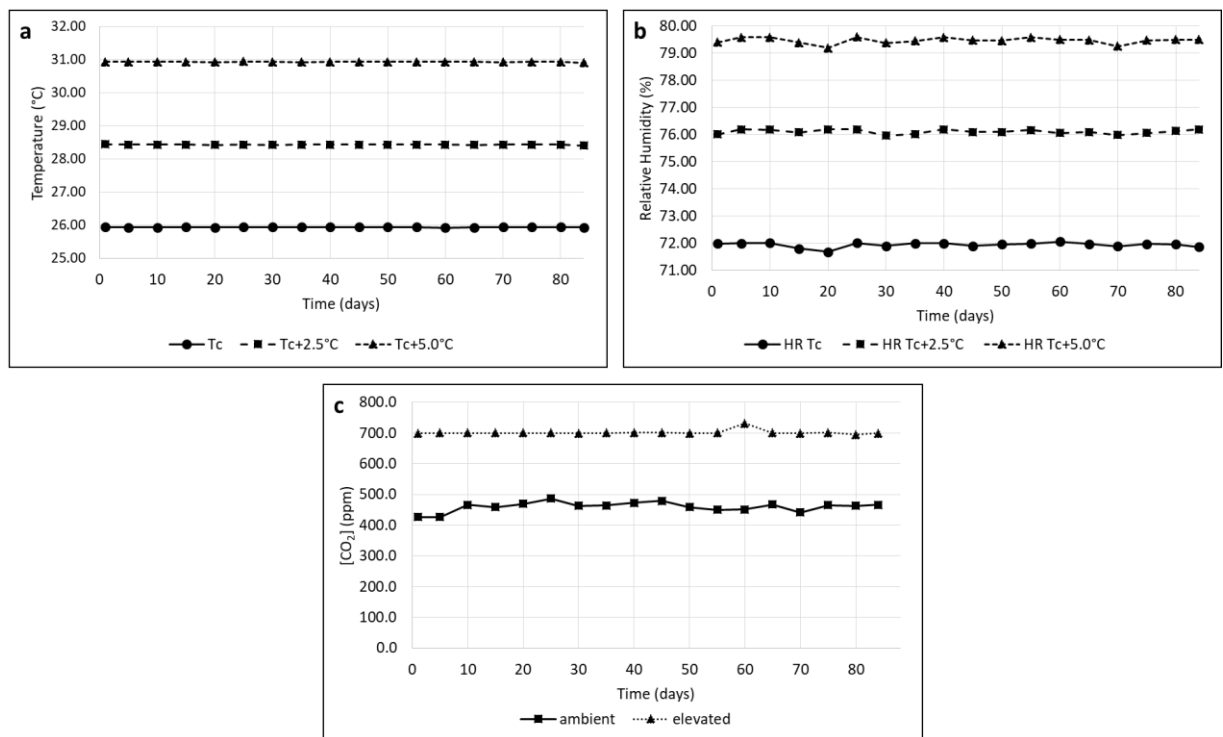 a
32.00
31.00
30.00
29.00
28.00
27.00
26.00
25.00
Temperature (°C)
0 10 20 30 40 50 60 70 80
Time (days)
Tc Tc+2.5°C Tc+5.0°C
b
80.00
79.00
78.00
77.00
76.00
75.00
74.00
73.00
72.00
71.00
Relative Humidity (%)
0 10 20 30 40 50 60 70 80
Time (days)
HR Tc HR Tc+2.5°C HR Tc+5.0°C
c
800.0
700.0
600.0
500.0
400.0
300.0
200.0
100.0
0.0
[CO₂] (ppm)
0 10 20 30 40 50 60 70 80
Time (days)
ambient elevated